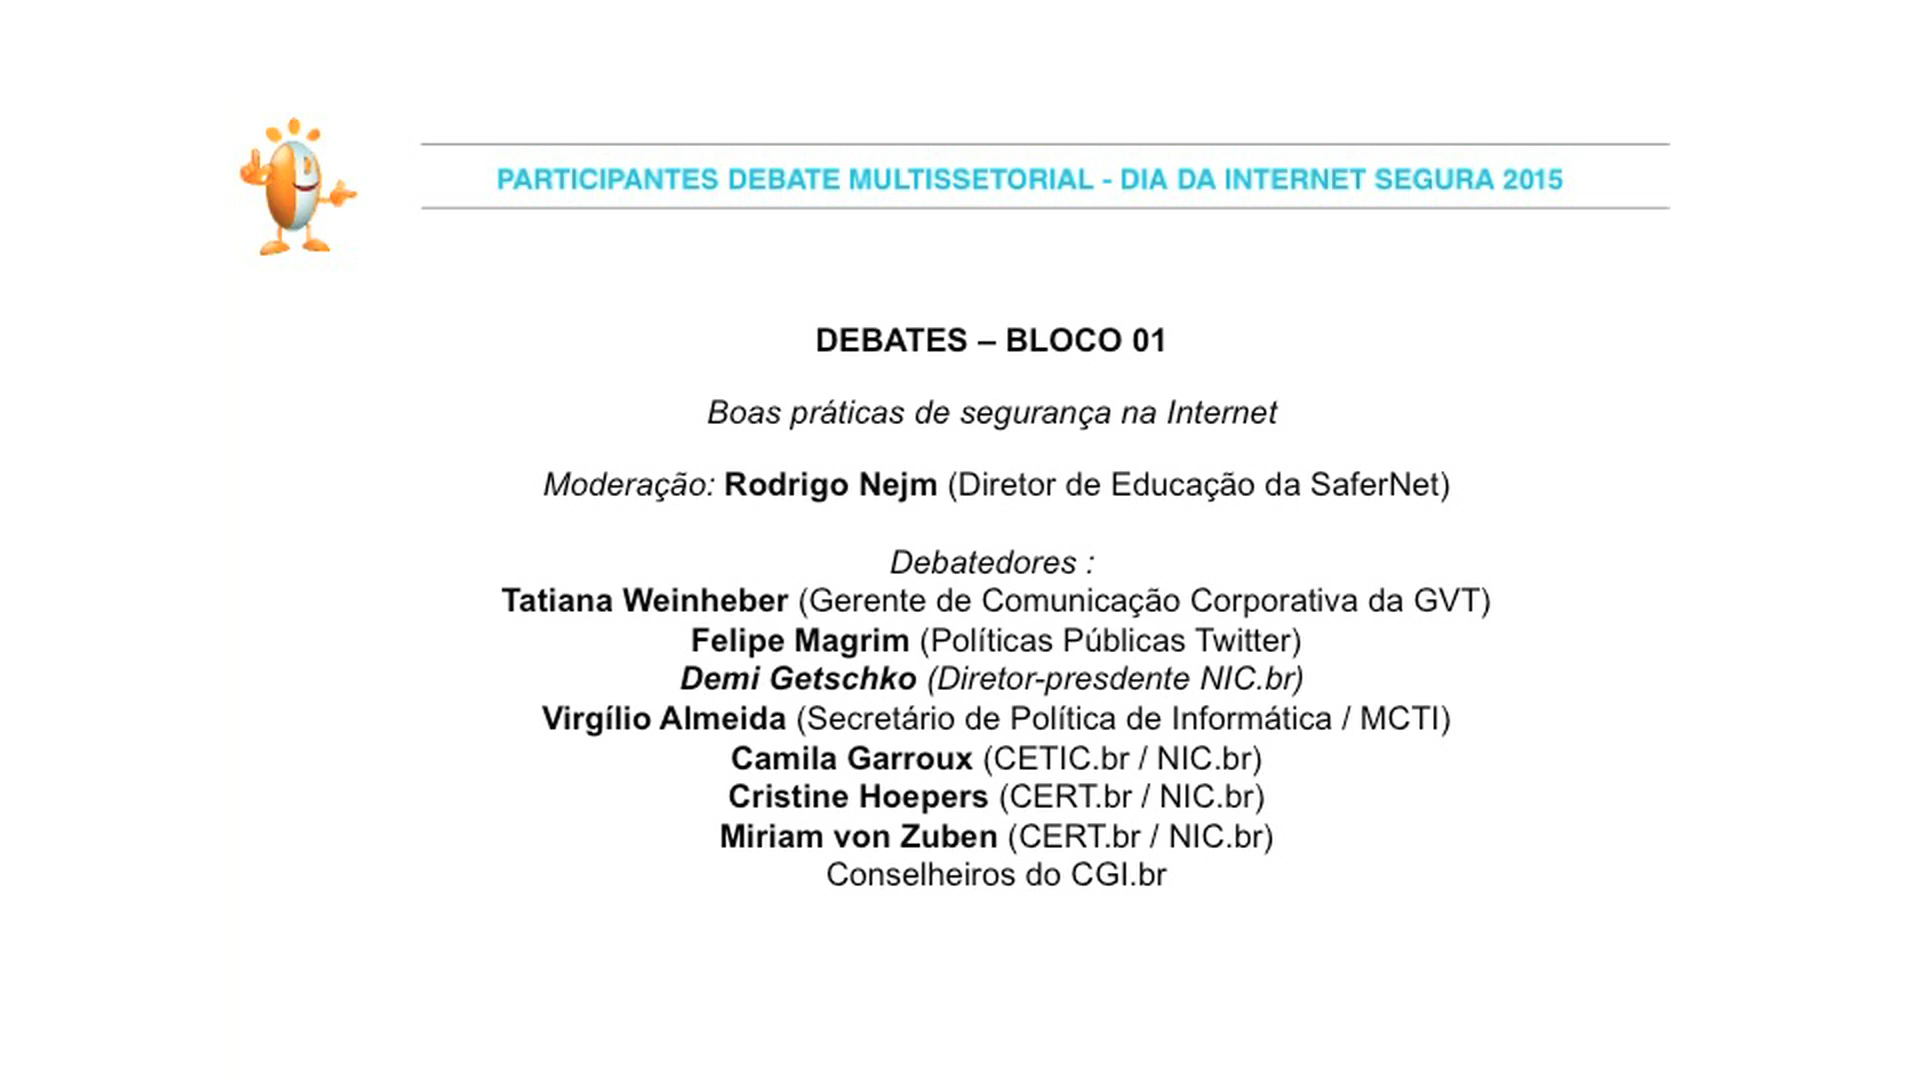 PARTICIPANTES DEBATE MULTISSETORIAL - DIA DA INTERNET SEGURA 2015
DEBATES – BLOCO 01
Boas práticas de segurança na Internet
Moderação: Rodrigo Nejm (Diretor de Educação da SaferNet)
Debatedores :
Tatiana Weinheber (Gerente de Comunicação Corporativa da GVT)
Felipe Magrim (Políticas Públicas Twitter)
Demi Getschko (Diretor-presdente NIC.br)
Virgílio Almeida (Secretário de Política de Informática / MCTI)
Camila Garroux (CETIC.br / NIC.br)
Cristine Hoepers (CERT.br / NIC.br)
Miriam von Zuben (CERT.br / NIC.br)
Conselheiros do CGI.br